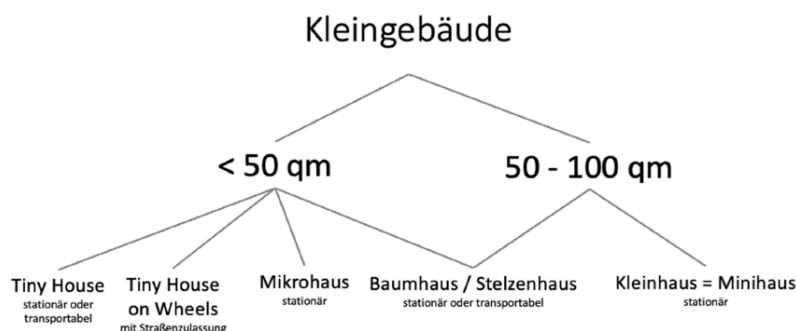 Kleingebäude
< 50 qm
50 - 100 qm
Tiny House
stationär oder
transportabel
Tiny House
on Wheels
mit Straßenzulassung
Mikrohaus
stationär
Baumhaus / Stelzenhaus
stationär oder transportabel
Kleinhaus = Minihaus
stationär